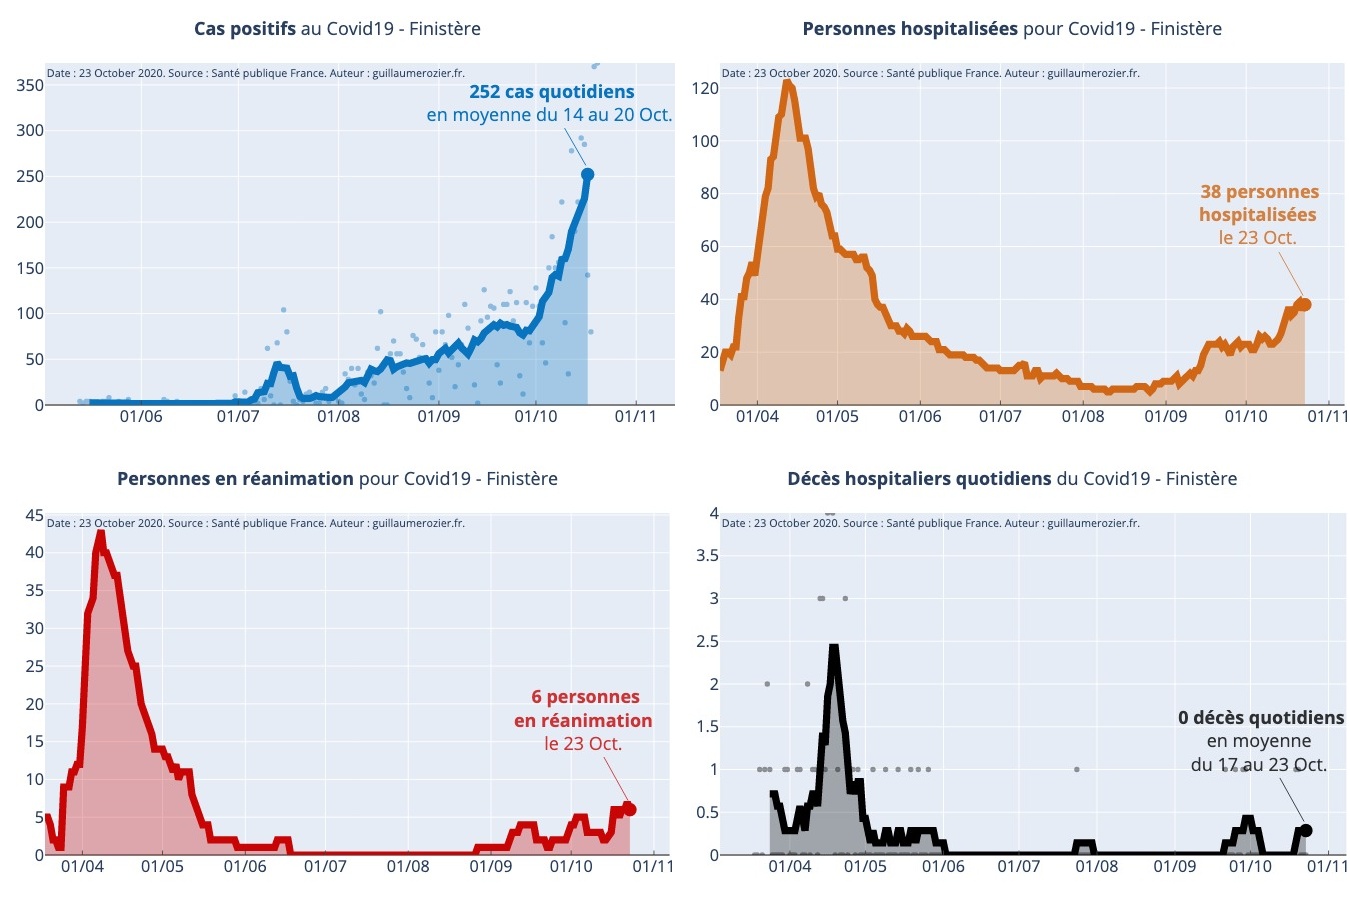 Cas positifs au Covid19 - Finistère
Date : 23 October 2020. Source : Santé publique France. Auteur : guillaumerozier.fr.
252 cas quotidiens
en moyenne du 14 au 20 Oct.
350
300
250
200
150
100
50
0
01/06 01/07 01/08 01/09 01/10 01/11
Personnes hospitalisées pour Covid19 - Finistère
Date : 23 October 2020. Source : Santé publique France. Auteur : guillaumerozier.fr.
120
100
80
60
40
20
0
38 personnes
hospitalisées
le 23 Oct.
01/04 01/05 01/06 01/07 01/08 01/09 01/10 01/11
Personnes en réanimation pour Covid19 - Finistère
45
Date : 23 October 2020. Source : Santé publique France. Auteur : guillaumerozier.fr.
40
35
30
25
20
15
10
5
0
6 personnes
en réanimation
le 23 Oct.
01/04 01/05 01/06 01/07 01/08 01/09 01/10 01/11
Décès hospitaliers quotidiens du Covid19 - Finistère
4
Date : 23 October 2020. Source : Santé publique France. Auteur : guillaumerozier.fr.
3.5
3
2.5
2
1.5
1
0.5
0
0 décès quotidiens
en moyenne
du 17 au 23 Oct.
01/04 01/05 01/06 01/07 01/08 01/09 01/10 01/11